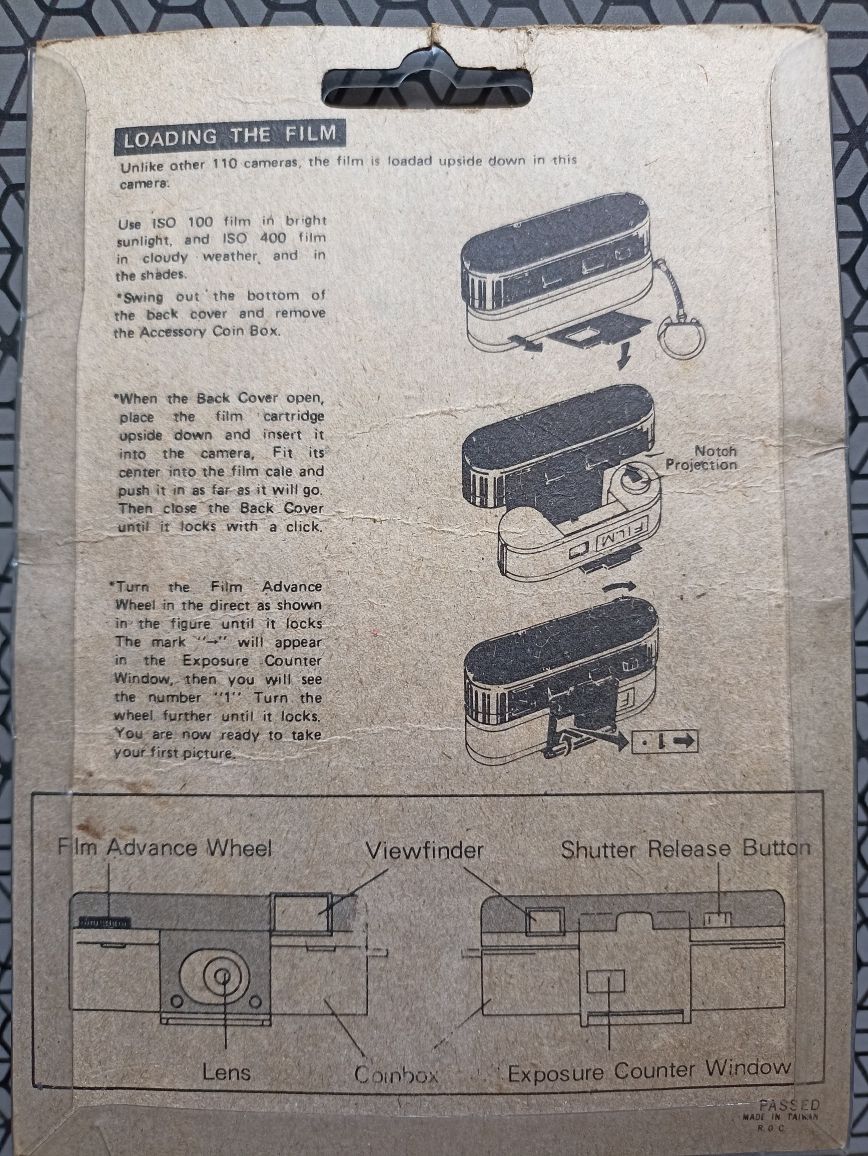 LOADING THE FILM
Unlike other 110 cameras, the film is loadad upside down in this
camera.
Use ISO 100 film in bright
sunlight, and ISO 400 film
in cloudy weather, and in
the shades.
*Swing out the bottom of
the back cover and remove
the Accessory Coin Box.
*When the Back Cover open,
place the film cartridge
upside down and insert it
into the camera, Fit its
center into the film cale and
push it in as far as it will go.
Then close the Back Cover
until it locks with a click.
Notch
Projection
FILM
*Turn the Film Advance
Wheel in the direct as shown
in the figure until it locks
The mark "→" will appear
in the Exposure Counter
Window, then you will see
the number "1" Turn the
wheel further until it locks.
You are now ready to take
your first picture.
· 1 →
Film Advance Wheel
Viewfinder
Shutter Release Button
Lens
Coinbox
Exposure Counter Window
PASSED
MADE IN TAIWAN
R.O.C